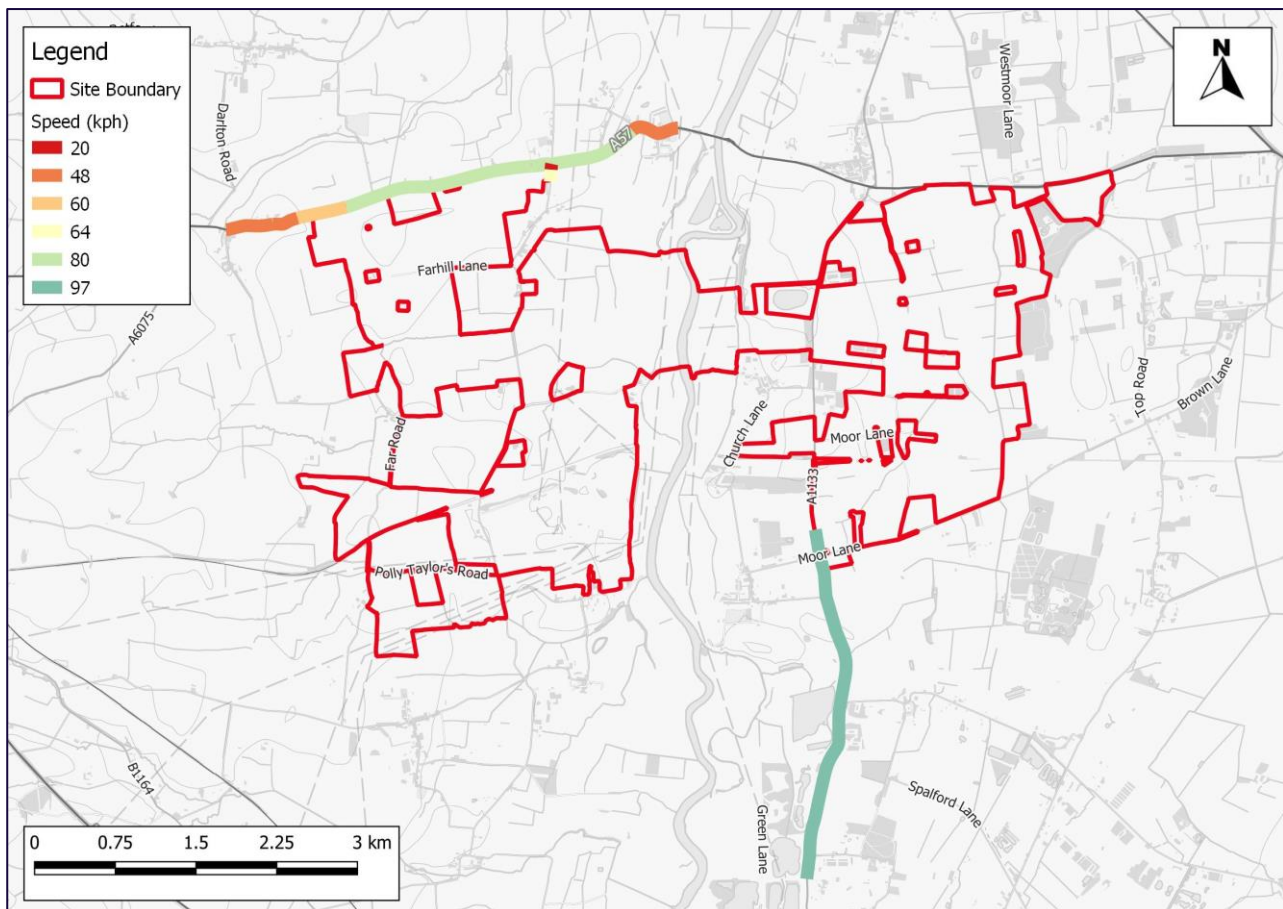 Legend
Site Boundary
Speed (kph)
20
48
60
64
80
97
N
Darlton Road
A57
Westmoor Lane
Farhill Lane
A6075
Top Road
Brown Lane
Church Lane
Far Road
Moor Lane
A1133
Moor Lane
Polly Taylor's Road
B1164
Spalford Lane
Green Lane
0 0.75 1.5 2.25 3 km